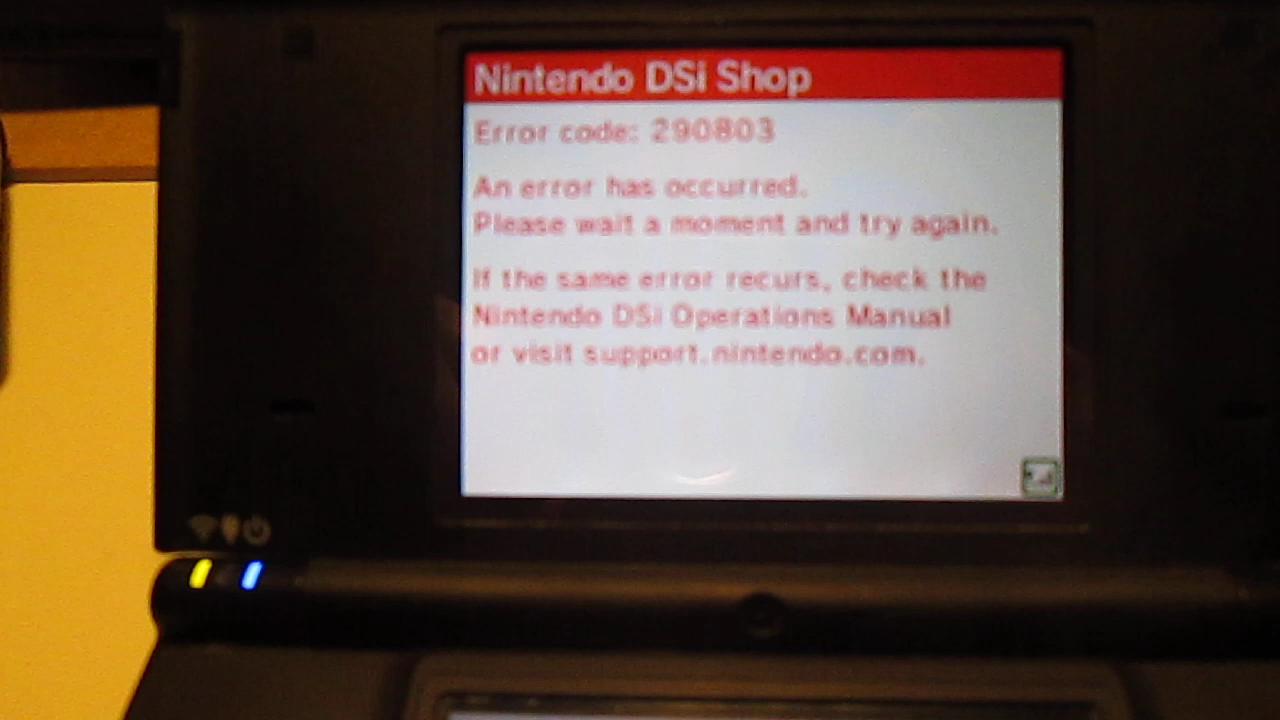 Nintendo DSi Shop
Error code: 290803
An error has occurred.
Please wait a moment and try again.
If the same error recurs, check the
Nintendo DSi Operations Manual
or visit support.nintendo.com.